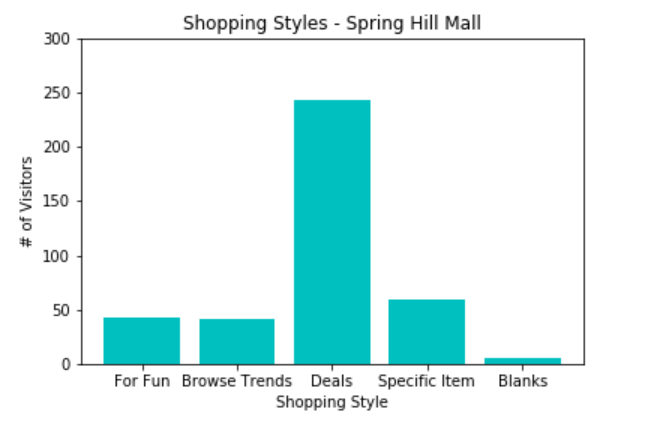 Shopping Styles - Spring Hill Mall
300
250
200
150
100
50
0
# of Visitors
For Fun Browse Trends Deals Specific Item Blanks
Shopping Style